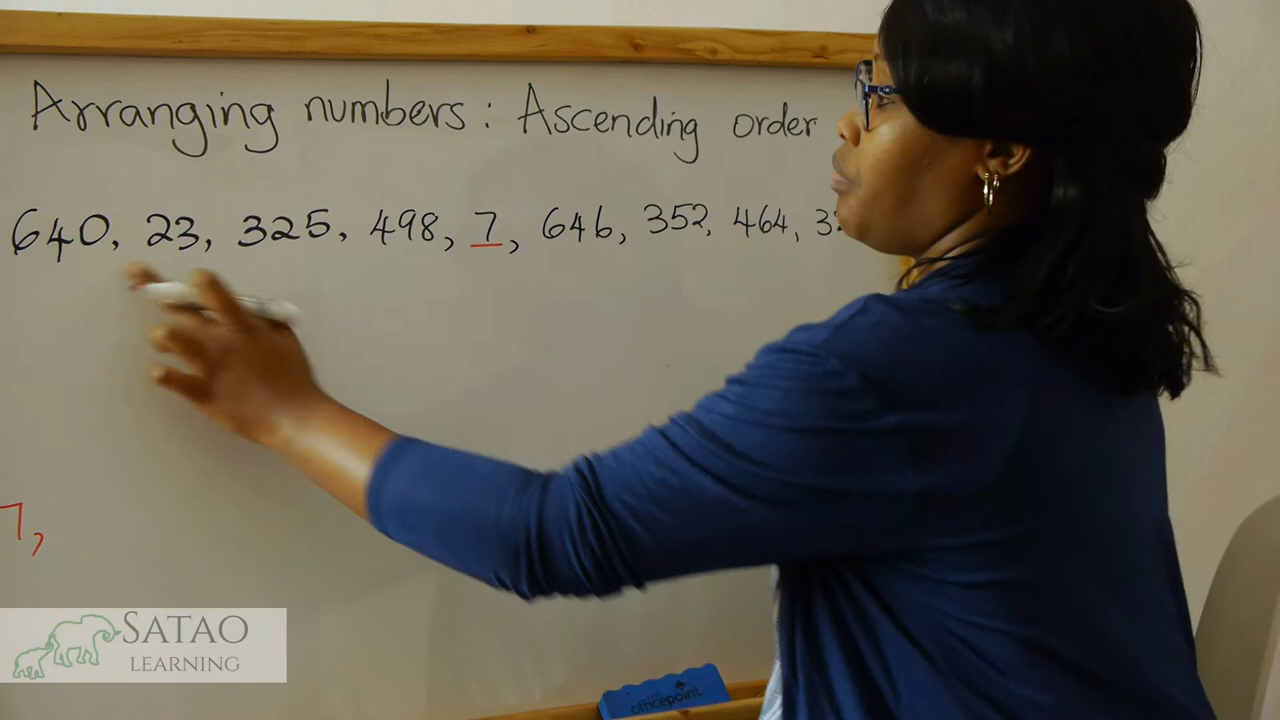 Arranging numbers : Ascending order
640, 23, 325, 498, 7, 646, 352, 464,
7,
SATAO
LEARNING
officepoint